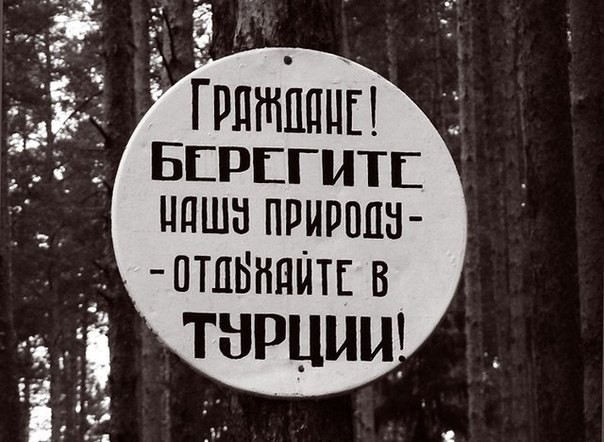 Граждане!
БЕРЕГИТЕ
НАШУ ПРИРОДУ-
-ОТДЫХАЙТЕ В
ТУРЦИИ!